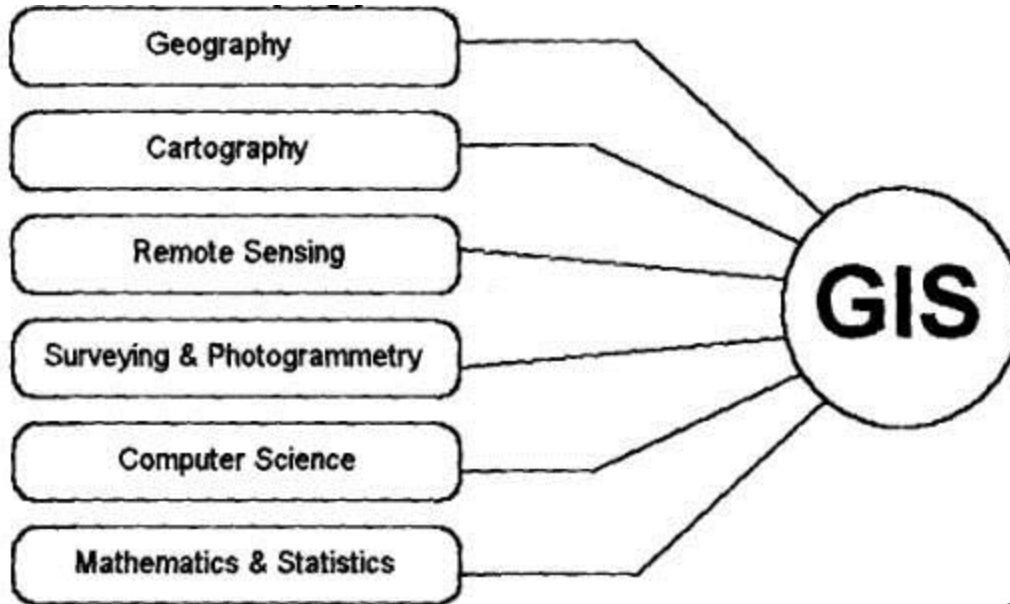 Geography
Cartography
Remote Sensing
Surveying & Photogrammetry
Computer Science
Mathematics & Statistics
GIS